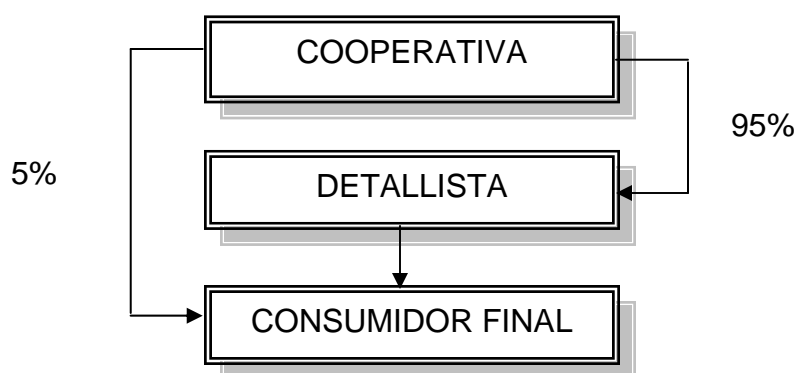 COOPERATIVA
95%
5%
DETALLISTA
CONSUMIDOR FINAL